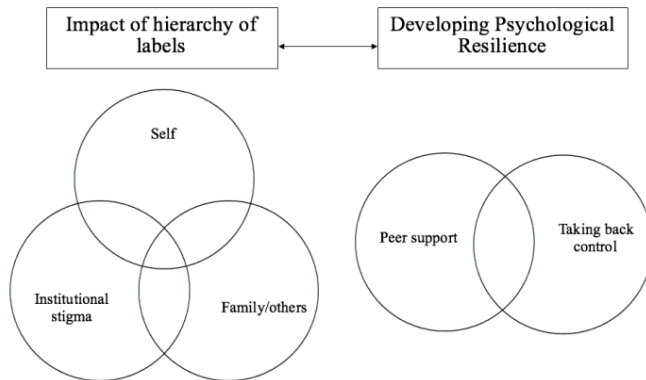 Impact of hierarchy of
labels
Developing Psychological
Resilience
Self
Institutional
stigma
Family/others
Peer support
Taking back
control